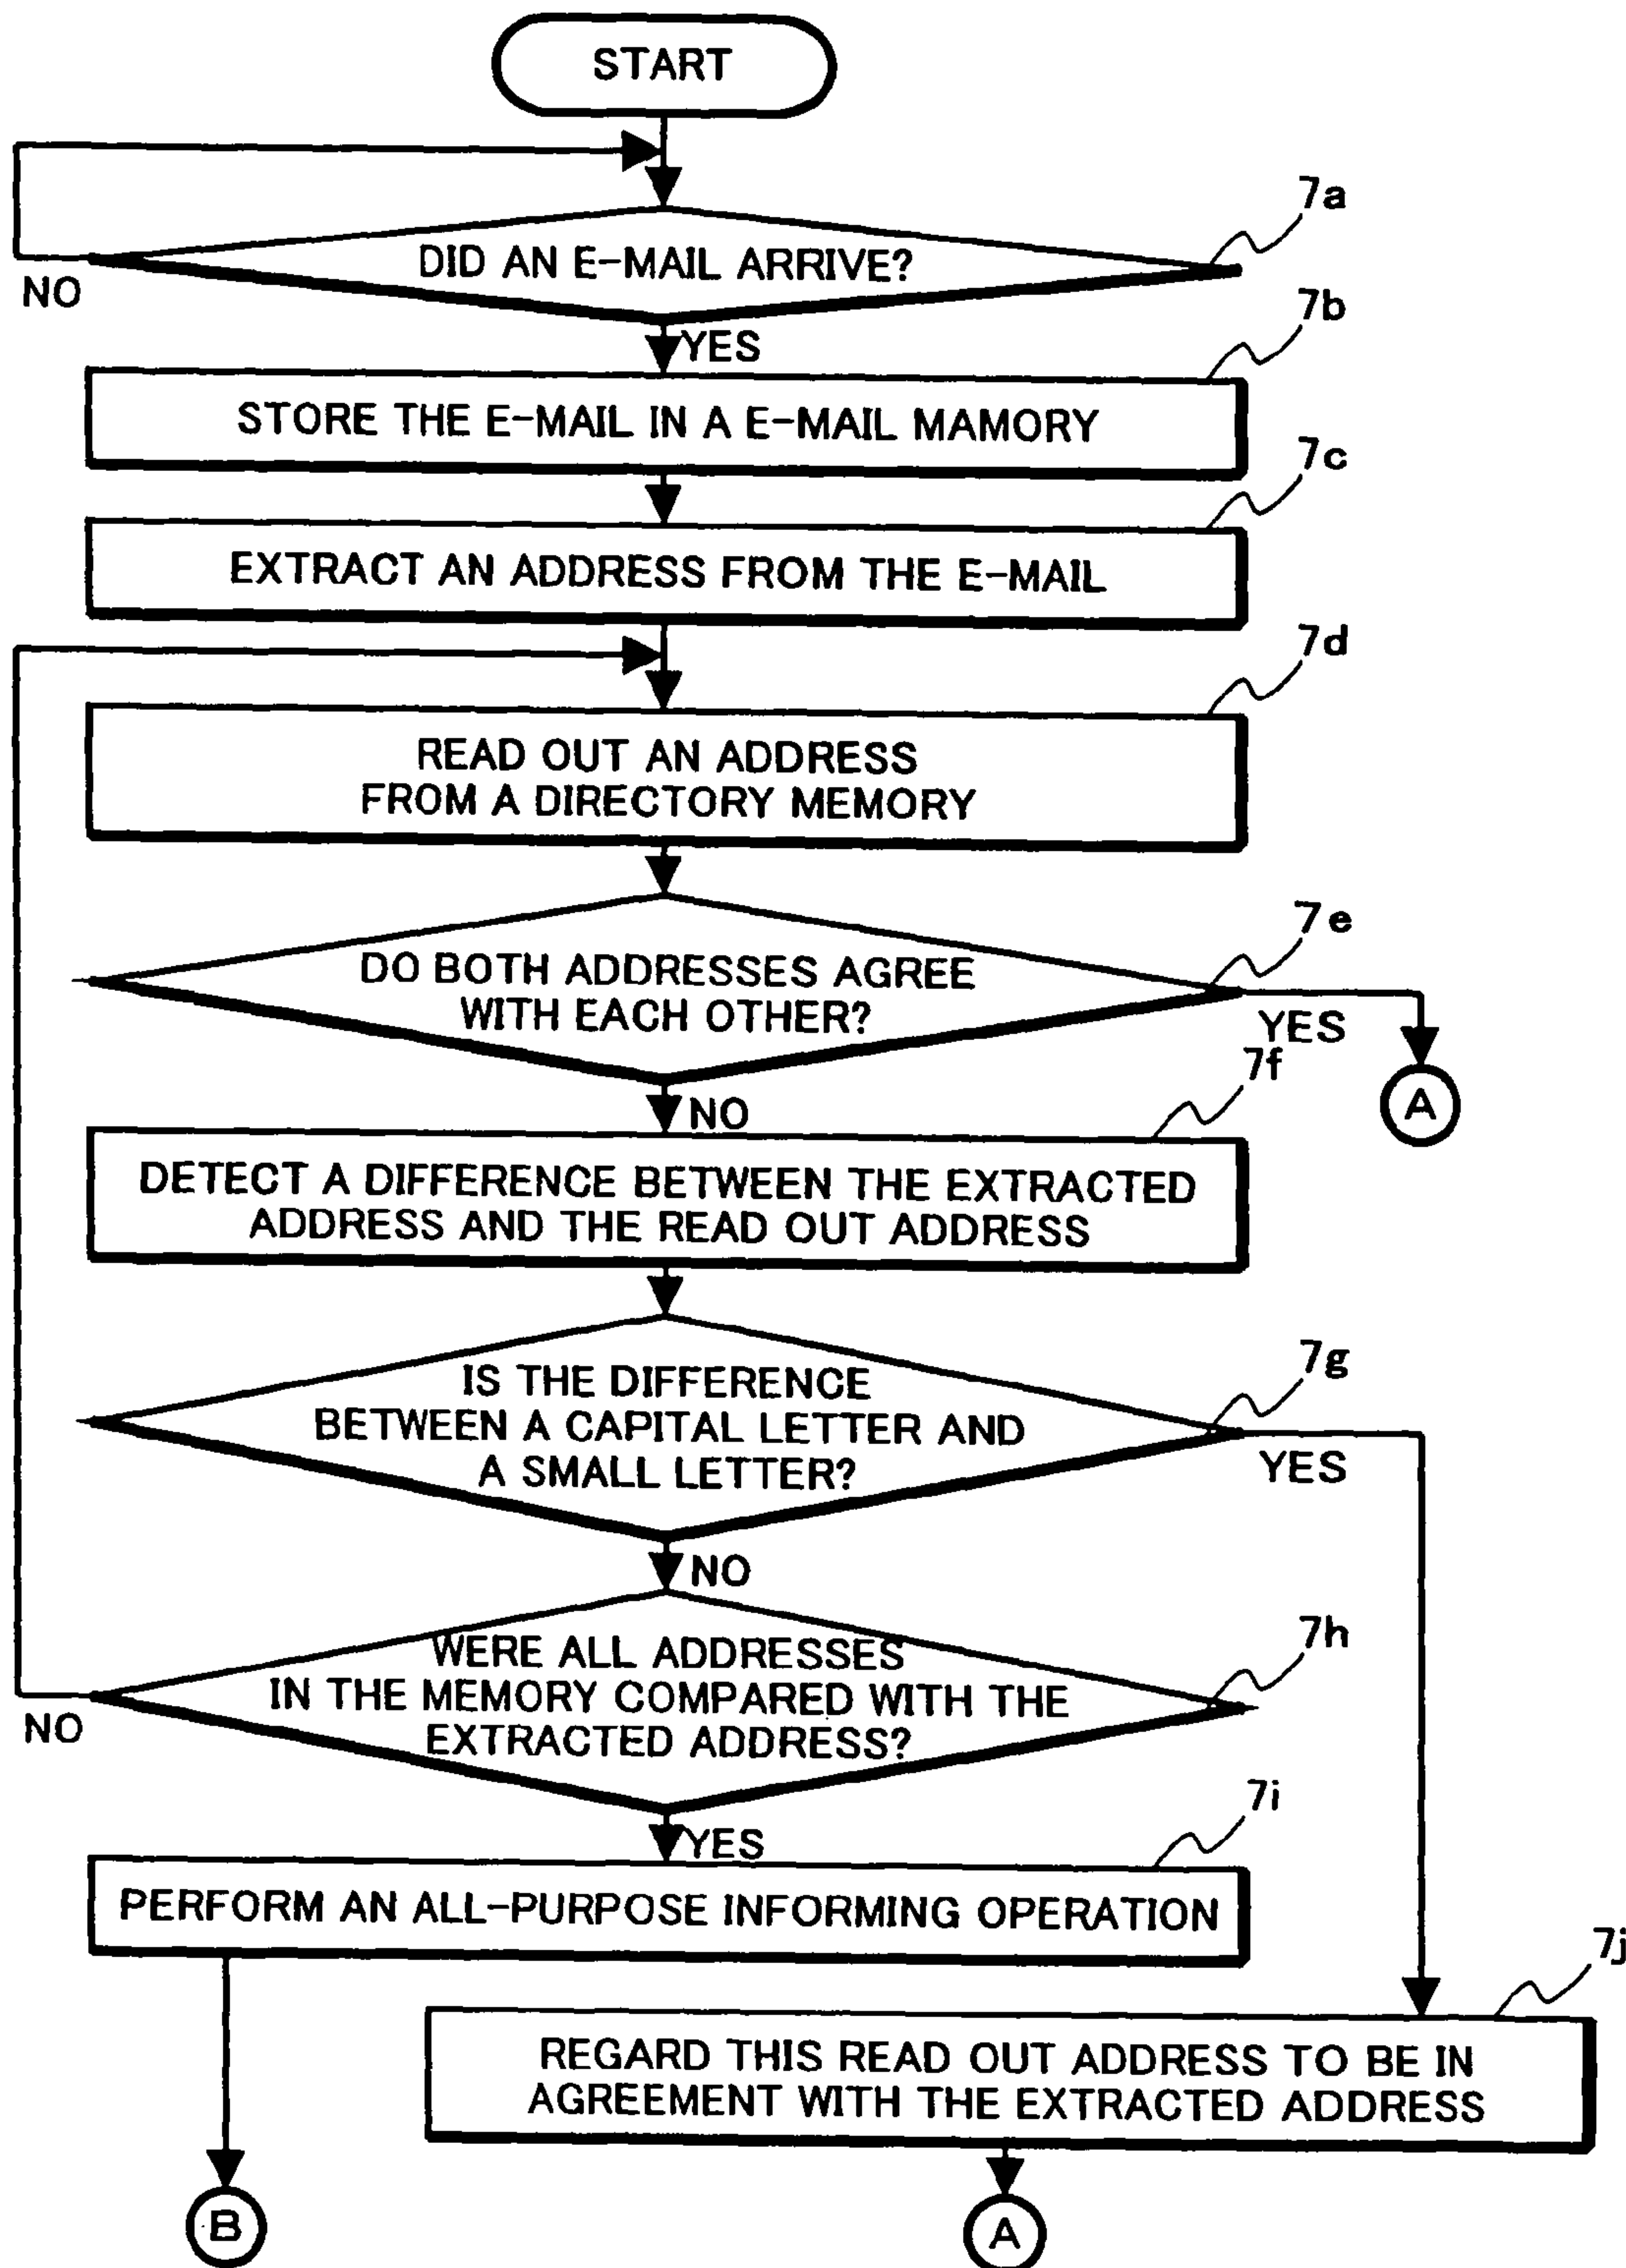 START
7a
DID AN E-MAIL ARRIVE?
NO
7b
YES
STORE THE E-MAIL IN A E-MAIL MAMORY
7c
EXTRACT AN ADDRESS FROM THE E-MAIL
7d
READ OUT AN ADDRESS
FROM A DIRECTORY MEMORY
7e
DO BOTH ADDRESSES AGREE
WITH EACH OTHER?
YES
A
7f
NO
DETECT A DIFFERENCE BETWEEN THE EXTRACTED
ADDRESS AND THE READ OUT ADDRESS
7g
IS THE DIFFERENCE
BETWEEN A CAPITAL LETTER AND
A SMALL LETTER?
YES
NO
7h
WERE ALL ADDRESSES
IN THE MEMORY COMPARED WITH THE
EXTRACTED ADDRESS?
NO
7i
YES
PERFORM AN ALL-PURPOSE INFORMING OPERATION
7j
REGARD THIS READ OUT ADDRESS TO BE IN
AGREEMENT WITH THE EXTRACTED ADDRESS
B
A